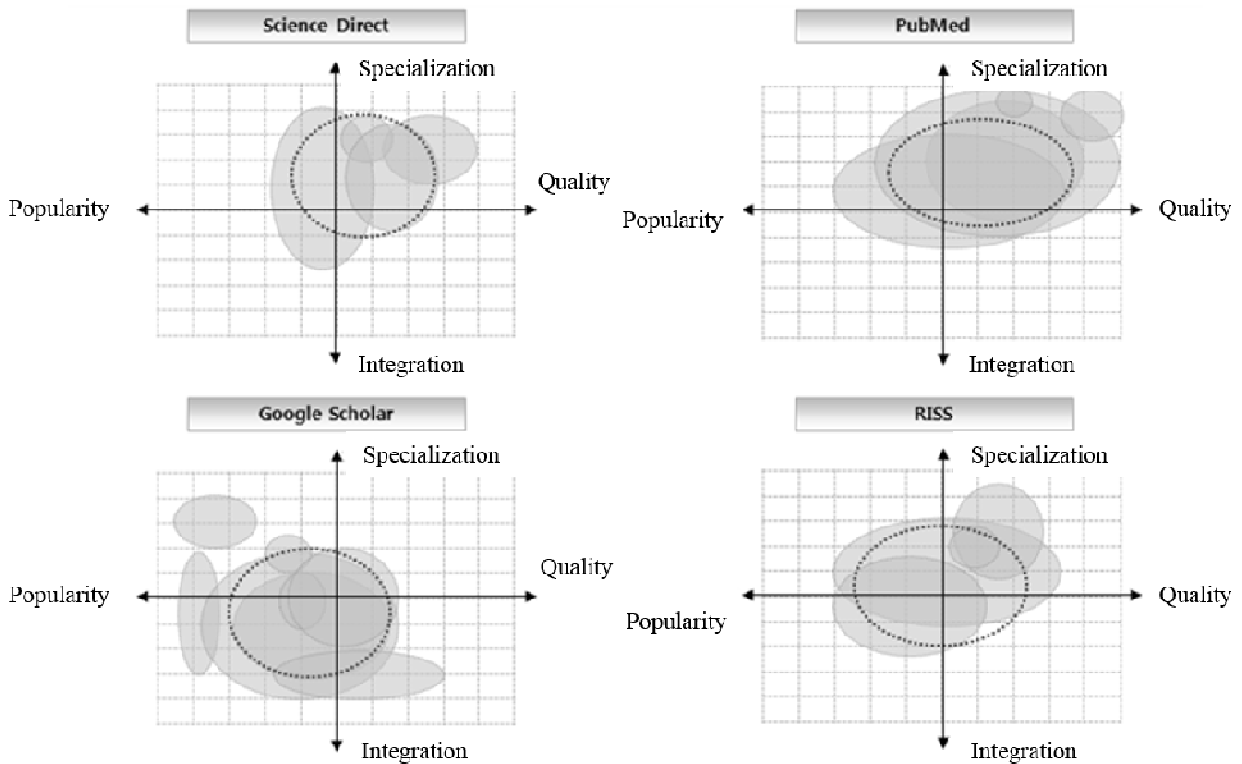 Science Direct
Specialization
Quality
Popularity
Integration
PubMed
Specialization
Quality
Popularity
Integration
Google Scholar
Specialization
Quality
Popularity
Integration
RISS
Specialization
Quality
Popularity
Integration